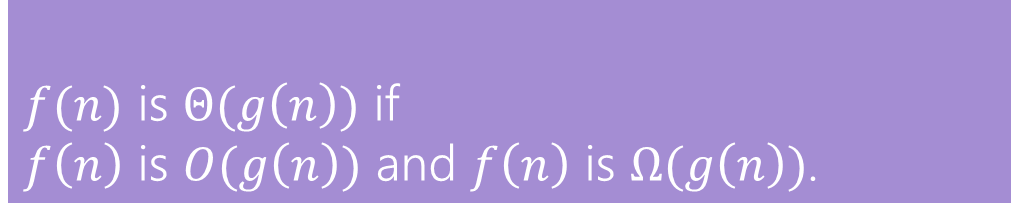 f(n) is Θ(g(n)) if
f(n) is O(g(n)) and f(n) is Ω(g(n)).